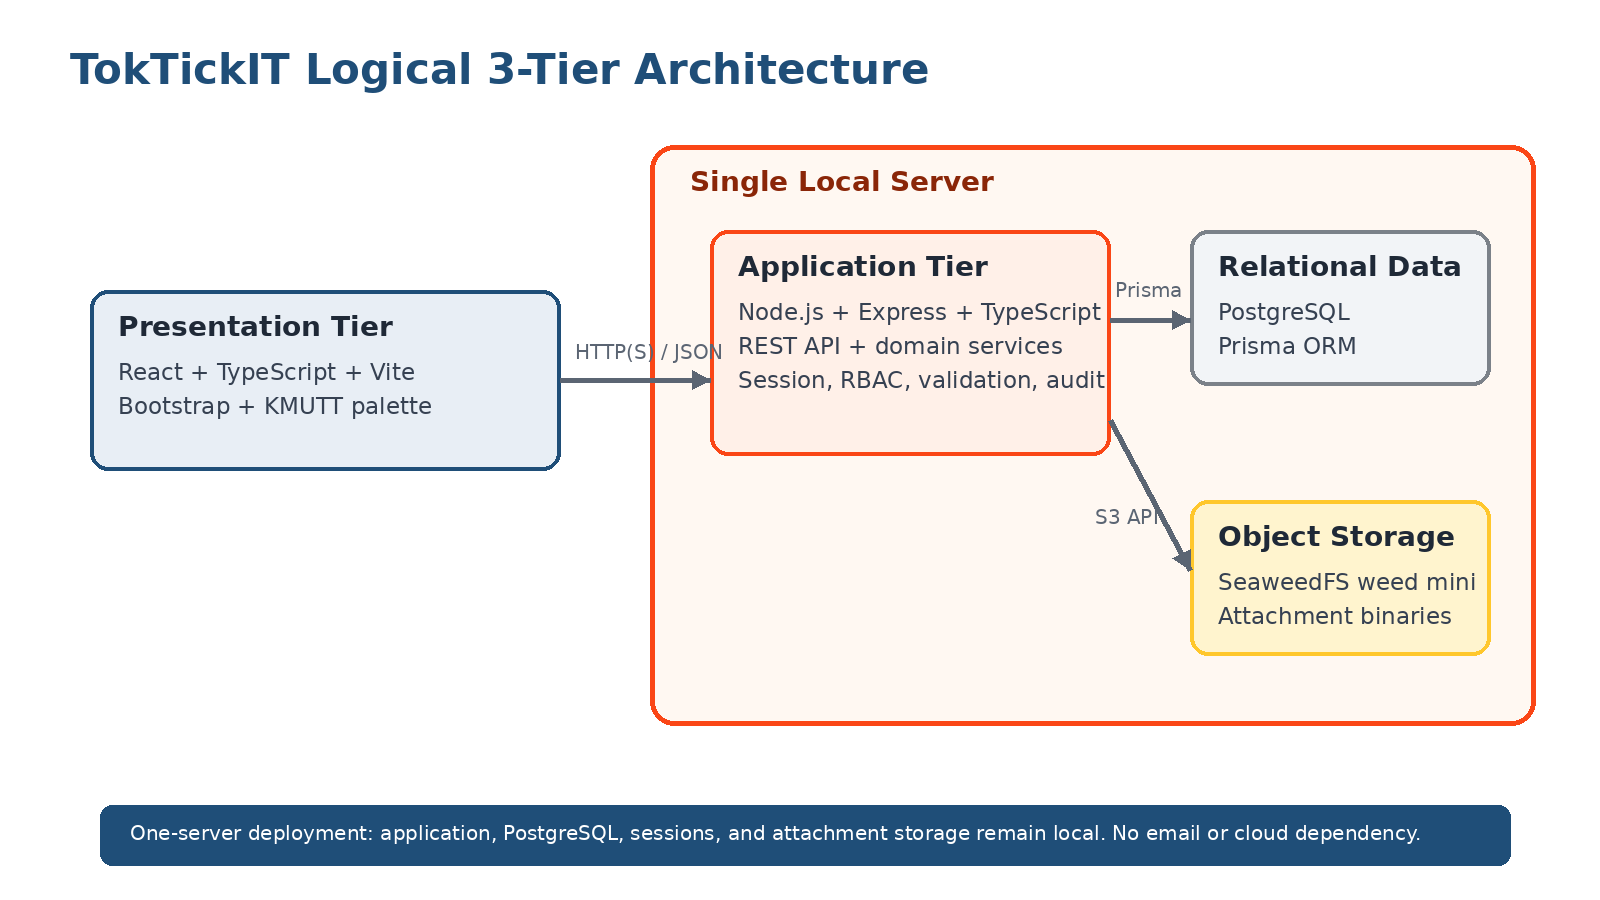 TokTickIT Logical 3-Tier Architecture
Single Local Server
Presentation Tier
React + TypeScript + Vite
Bootstrap + KMUTT palette
HTTP(S) / JSON
Application Tier
Node.js + Express + TypeScript
REST API + domain services
Session, RBAC, validation, audit
Prisma
Relational Data
PostgreSQL
Prisma ORM
S3 API
Object Storage
SeaweedFS weed mini
Attachment binaries
One-server deployment: application, PostgreSQL, sessions, and attachment storage remain local. No email or cloud dependency.